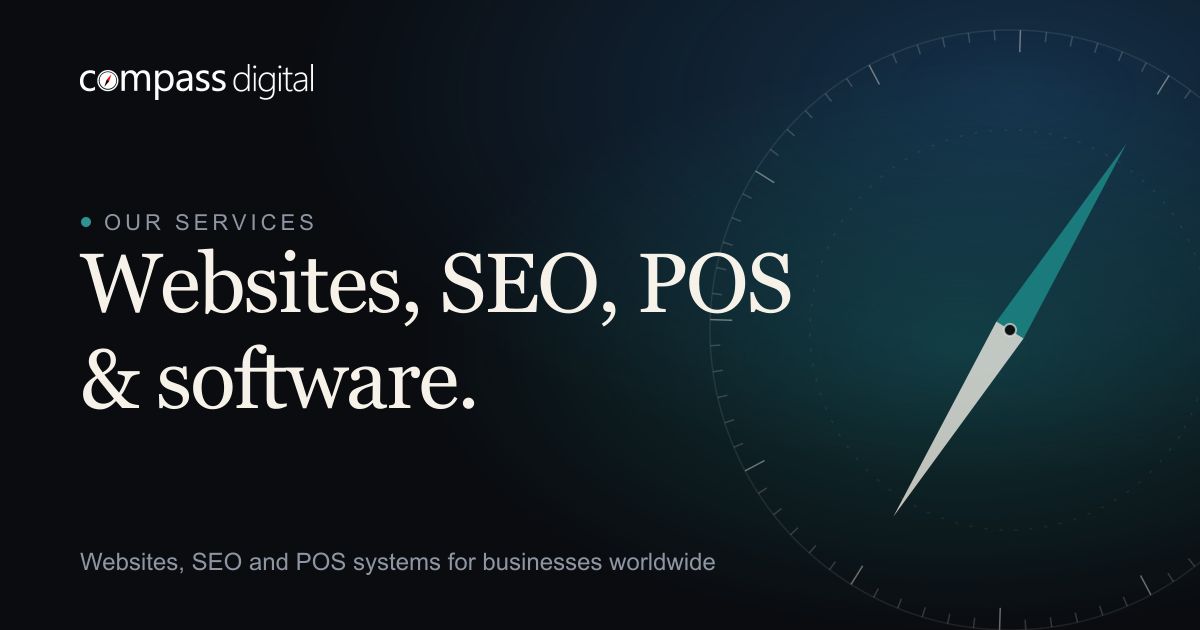 compass digital
OUR SERVICES
Websites, SEO, POS
& software.
Websites, SEO and POS systems for businesses worldwide